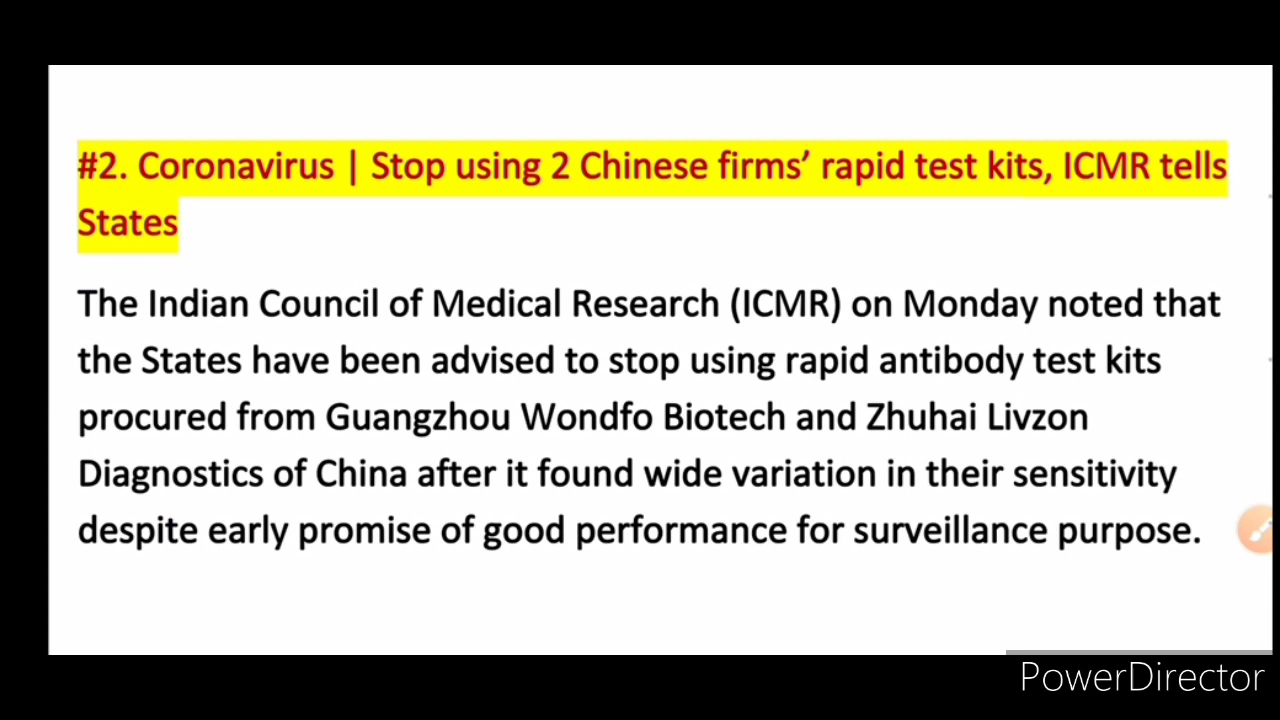 #2. Coronavirus | Stop using 2 Chinese firms’ rapid test kits, ICMR tells
States
The Indian Council of Medical Research (ICMR) on Monday noted that
the States have been advised to stop using rapid antibody test kits
procured from Guangzhou Wondfo Biotech and Zhuhai Livzon
Diagnostics of China after it found wide variation in their sensitivity
despite early promise of good performance for surveillance purpose.
PowerDirector